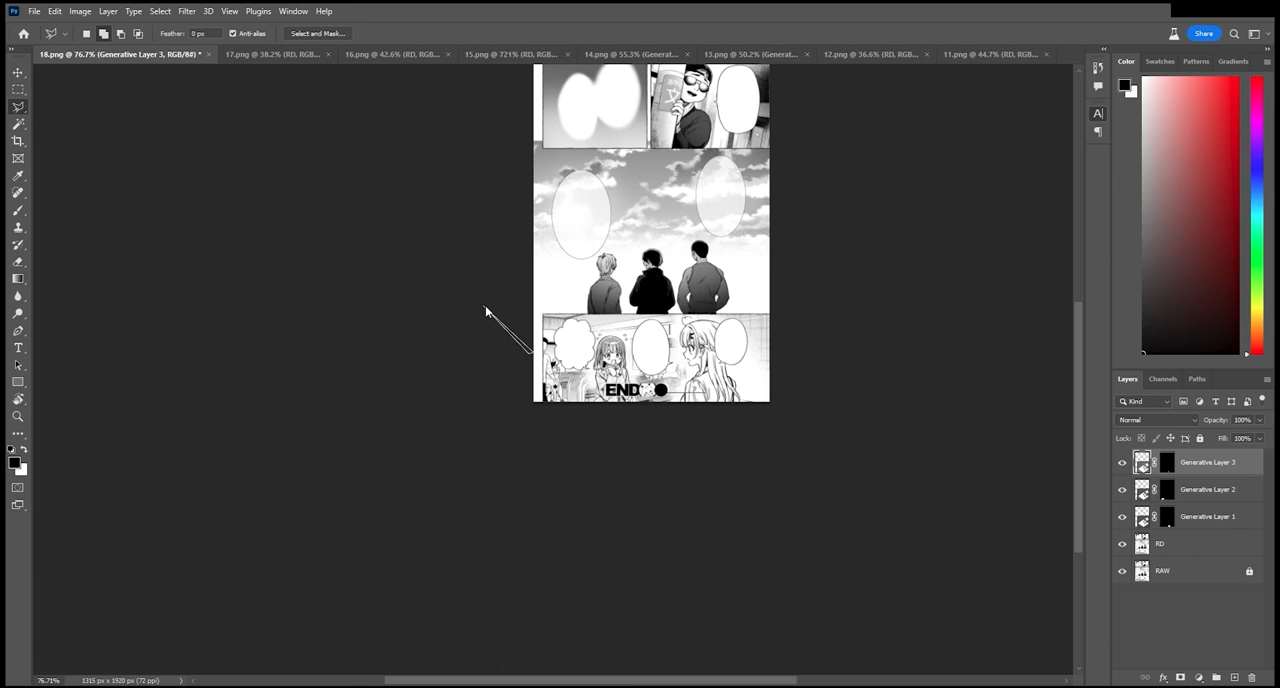 Ps File Edit Image Layer Type Select Filter 3D View Plugins Window Help
Feather: 0 px Anti-alias Select and Mask... Share
18.png @ 76.7% (Generative Layer 3, RGB/8#) * × 17.png @ 38.2% (RD, RGB... × 16.png @ 42.6% (RD, RGB... × 15.png @ 721% (RD, RGB... × 14.png @ 55.3% (Generat... × 13.png @ 50.2% (Generat... × 12.png @ 36.6% (RD, RGB... × 11.png @ 44.7% (RD, RGB... ×
Color Swatches Patterns Gradients
文
END
Layers Channels Paths
Kind
Normal Opacity: 100%
Lock: Fill: 100%
Generative Layer 3
Generative Layer 2
Generative Layer 1
RD
RAW
76.71% 1315 px x 1920 px (72 ppi)